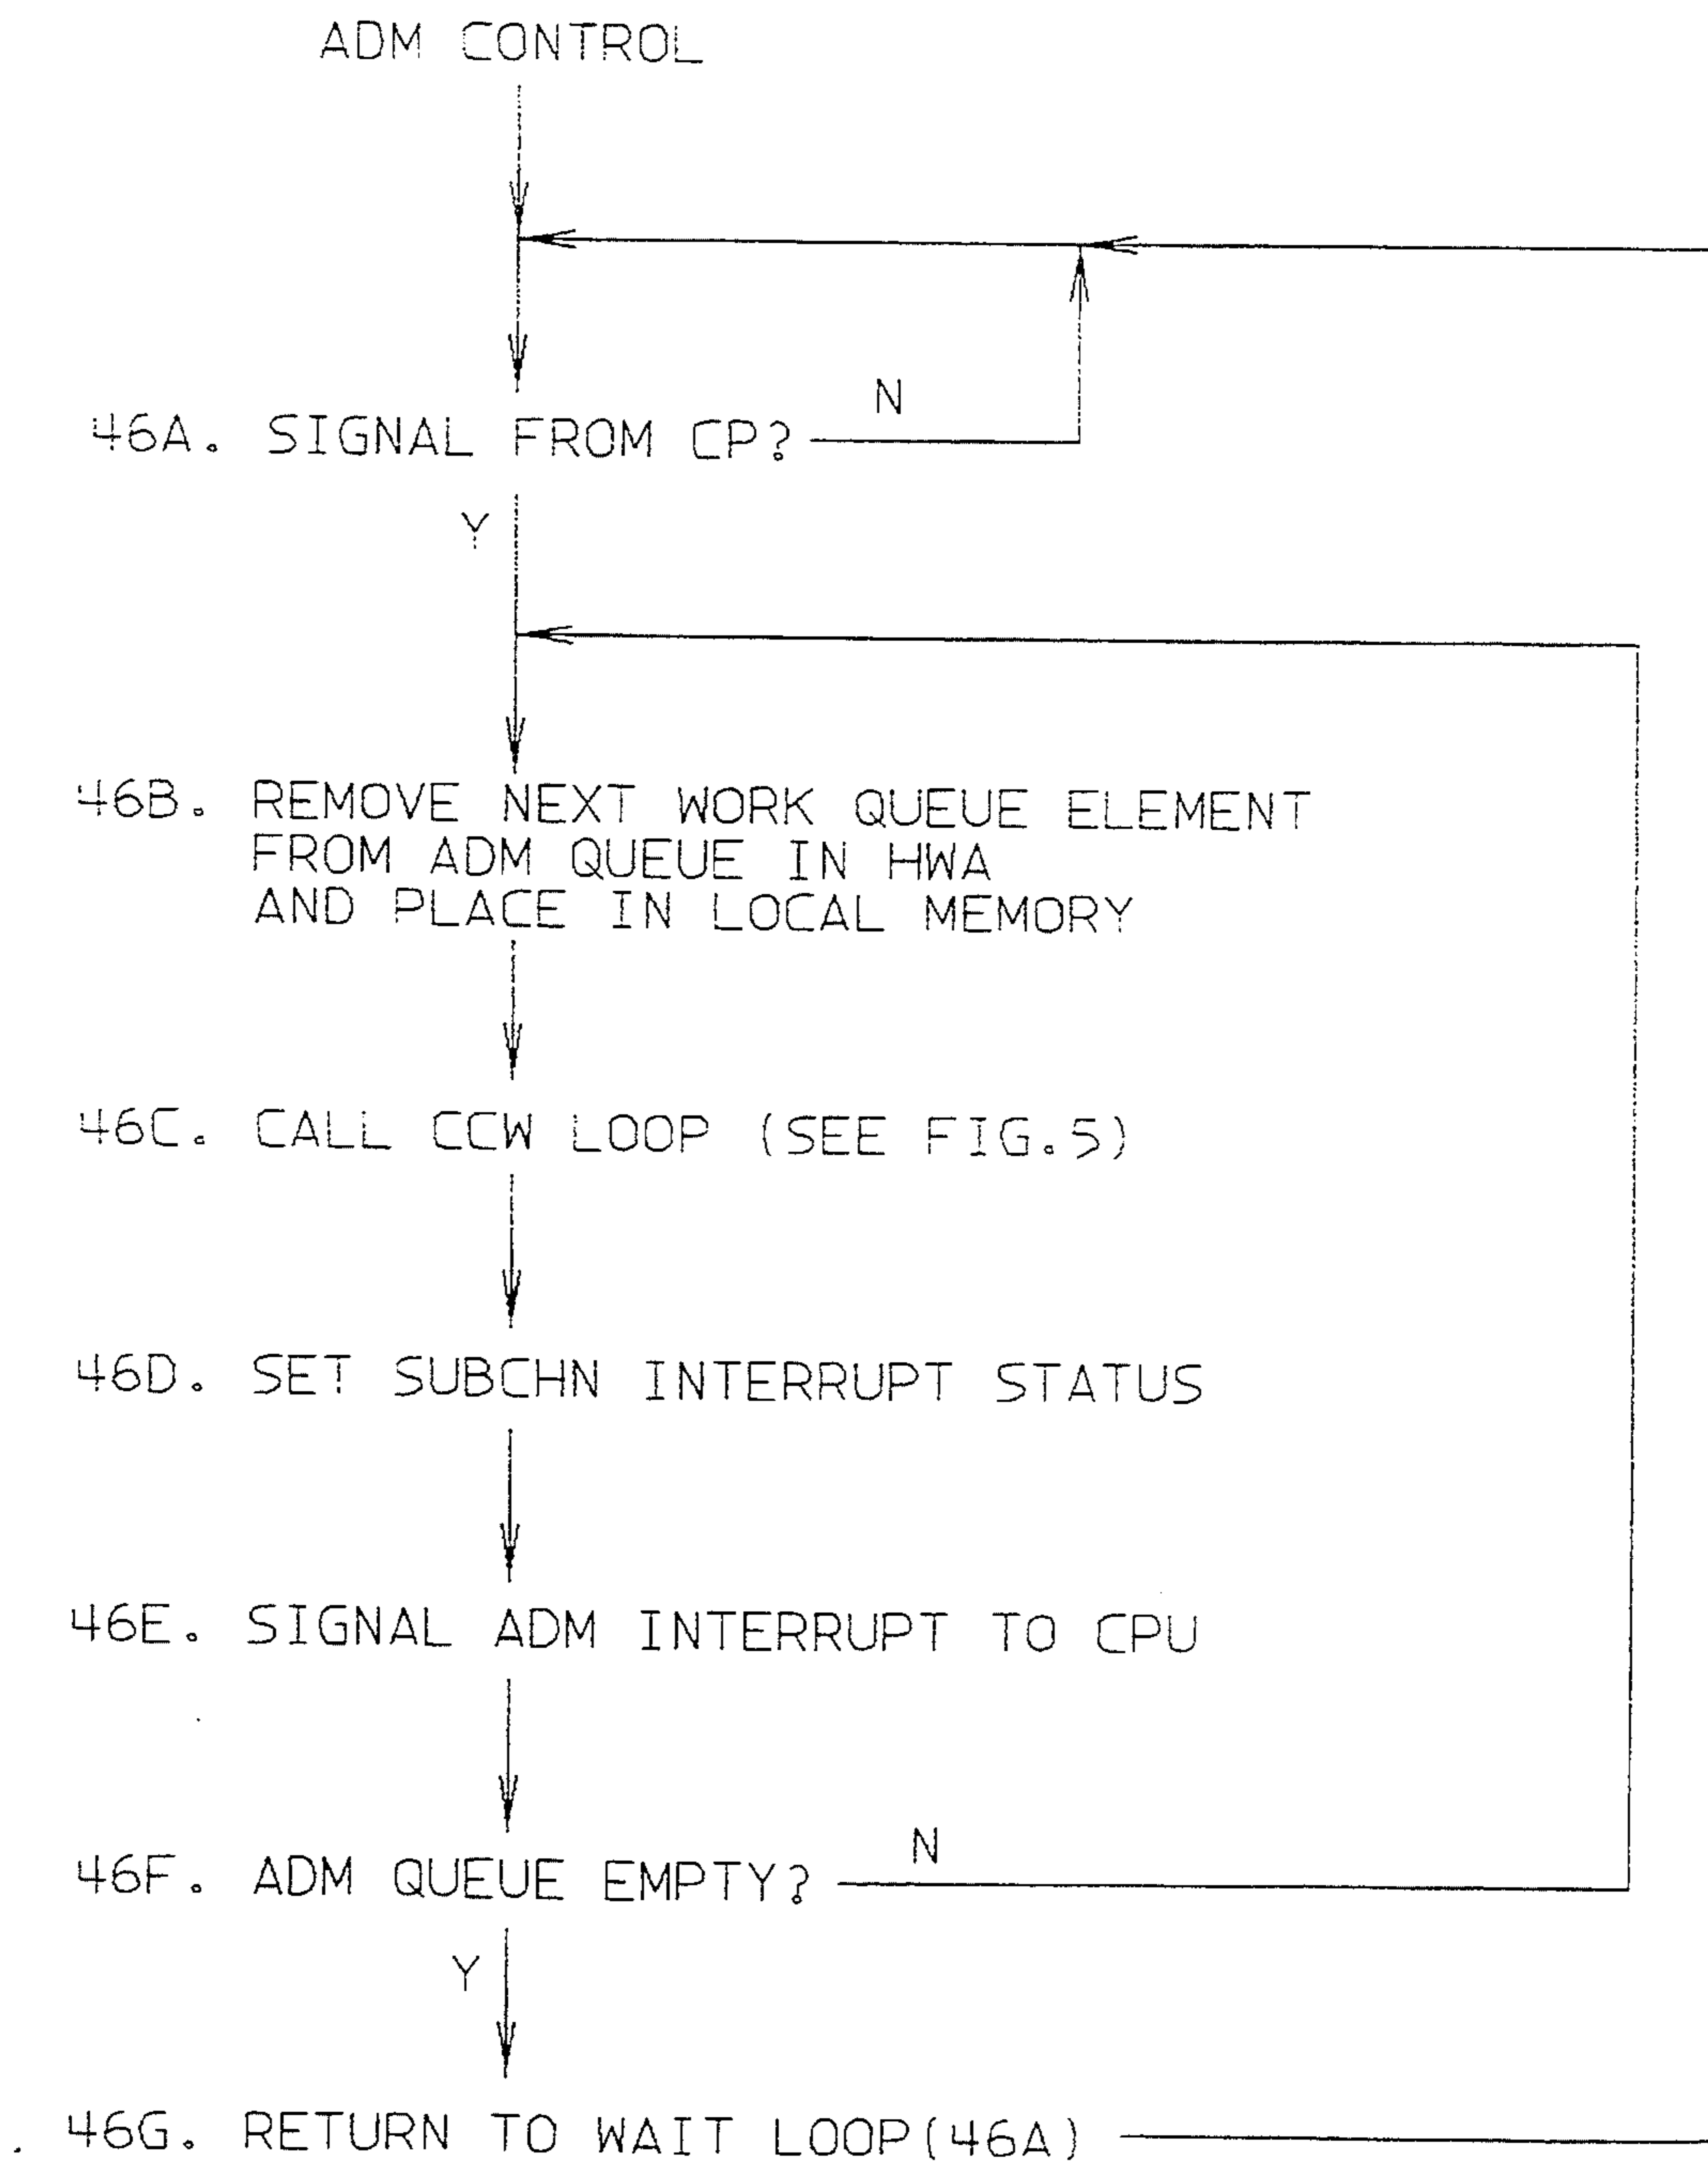 ADM CONTROL
N
46A. SIGNAL FROM CP?
Y
46B. REMOVE NEXT WORK QUEUE ELEMENT
FROM ADM QUEUE IN HWA
AND PLACE IN LOCAL MEMORY
46C. CALL CCW LOOP (SEE FIG.5)
46D. SET SUBCHN INTERRUPT STATUS
46E. SIGNAL ADM INTERRUPT TO CPU
N
46F. ADM QUEUE EMPTY?
Y
46G. RETURN TO WAIT LOOP(46A)